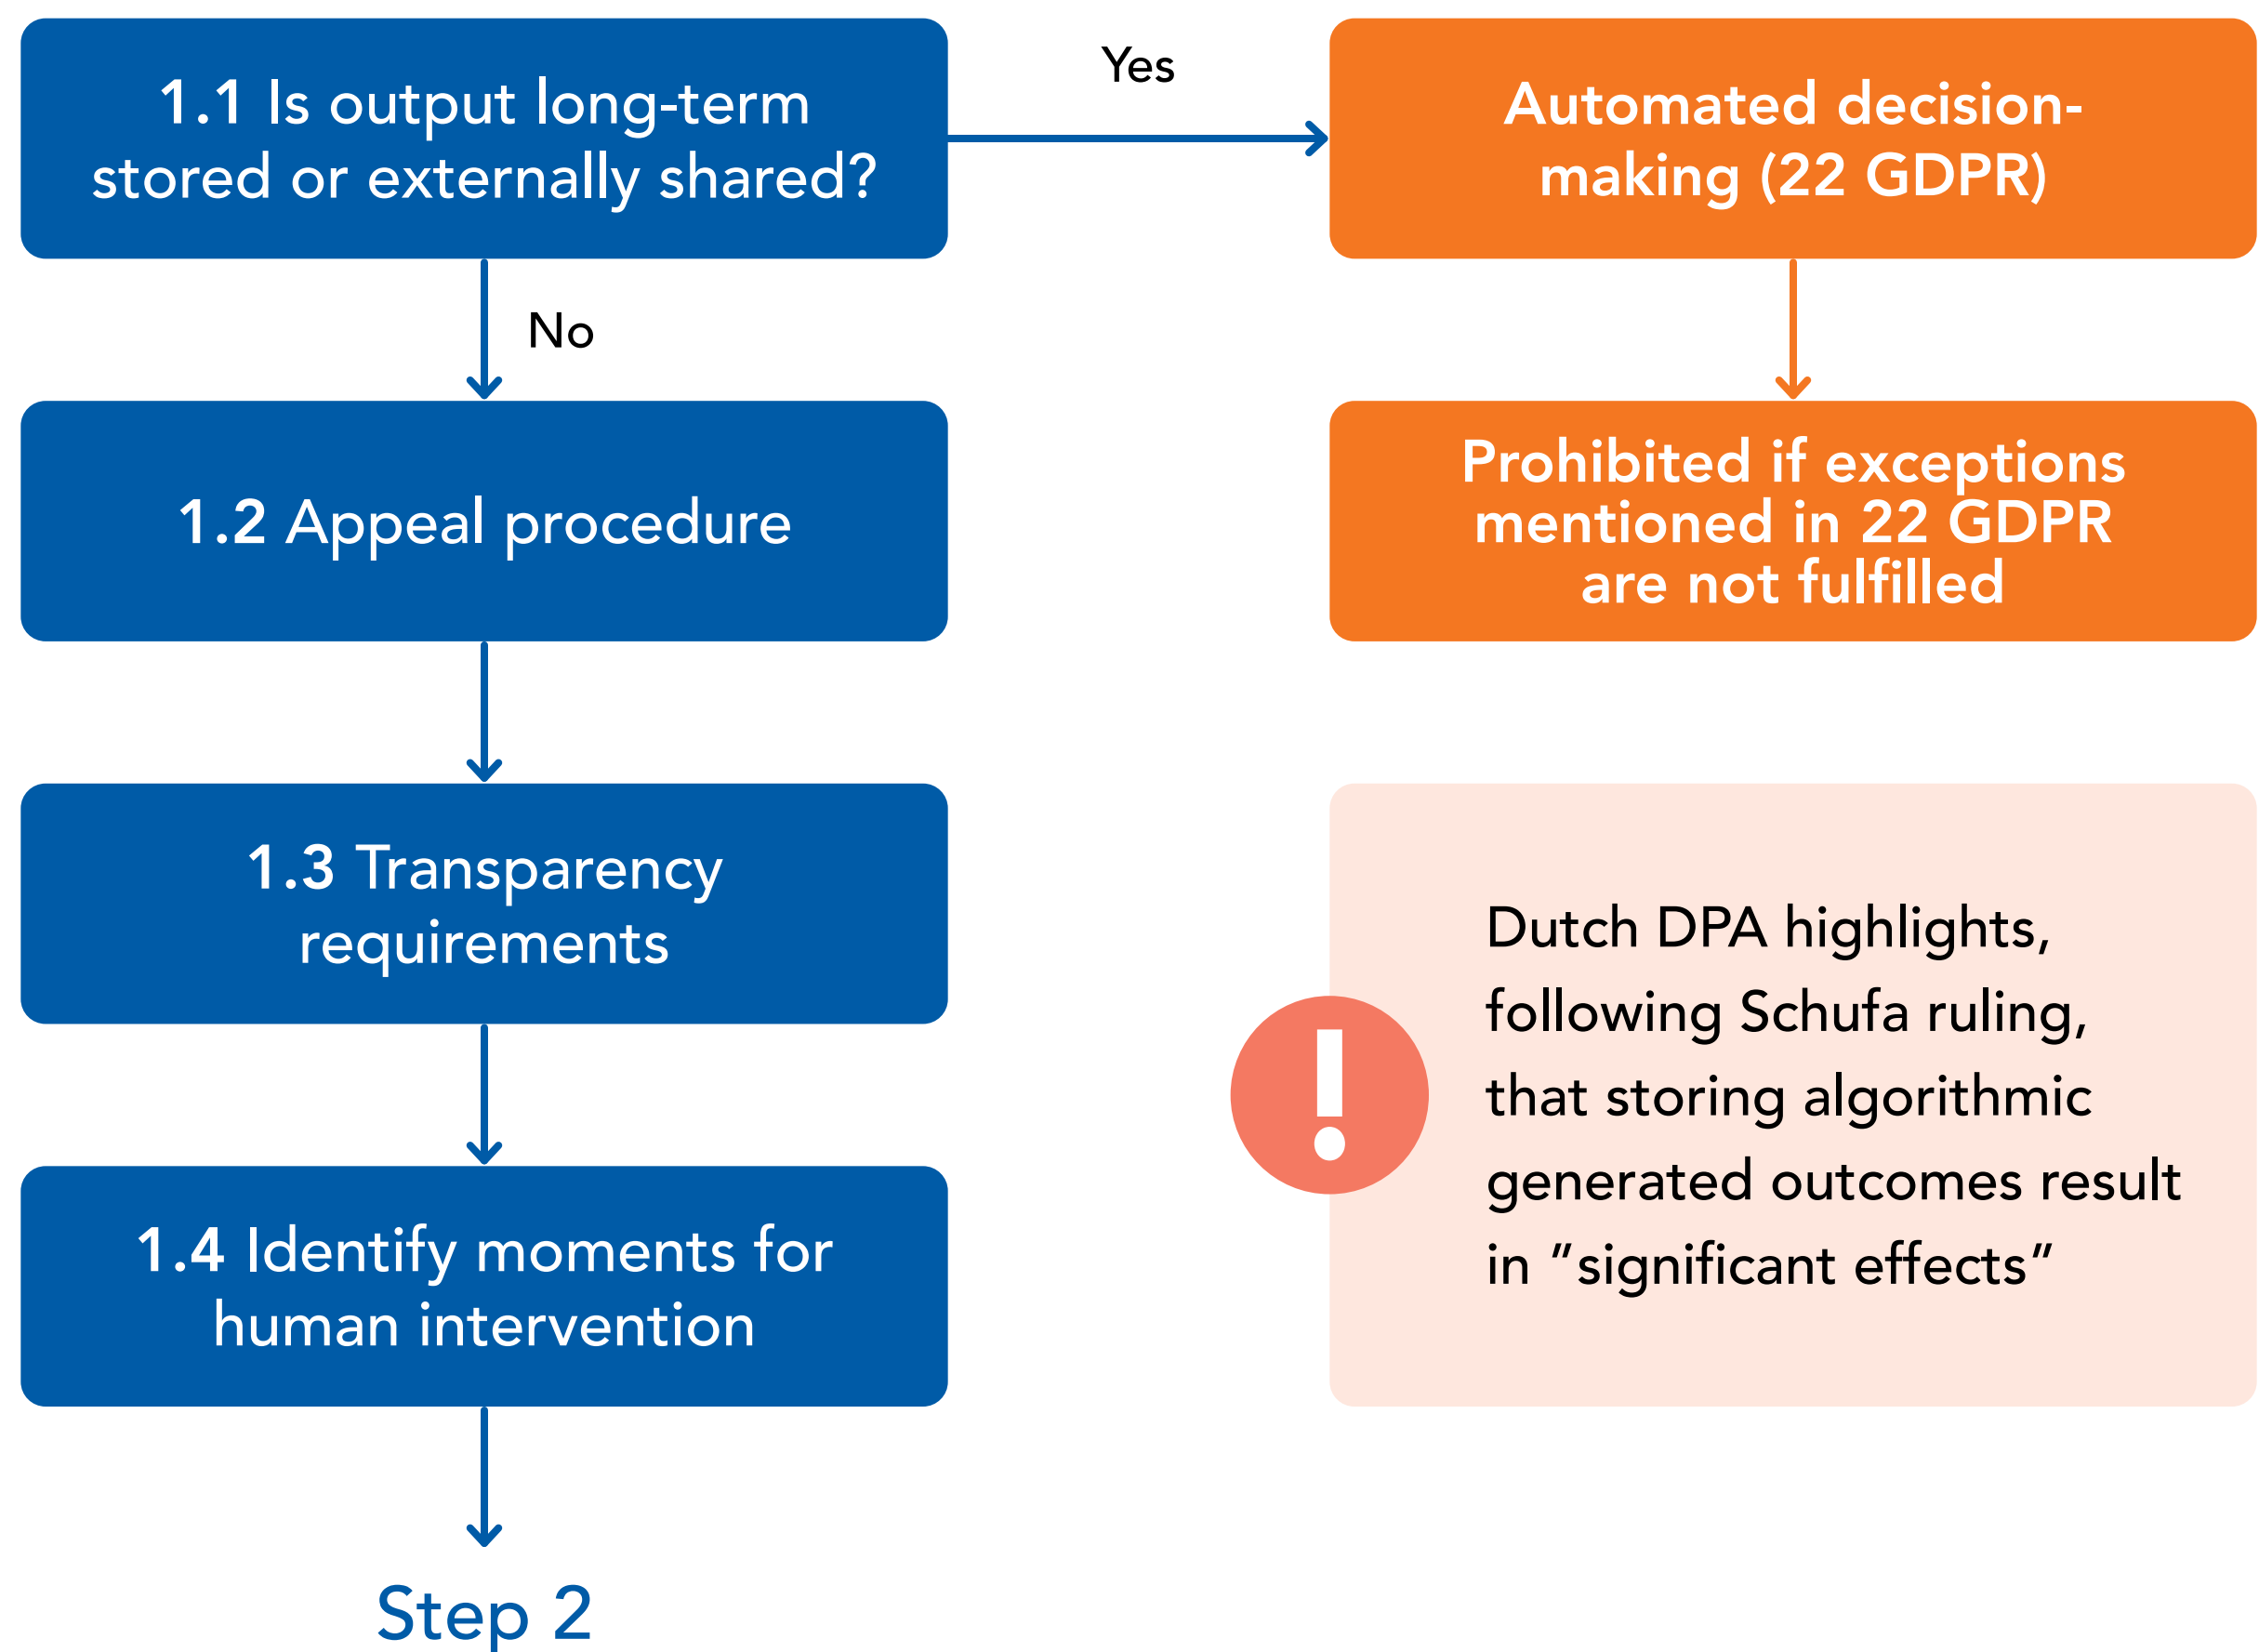 1.1 Is output long-term
stored or externally shared?
Yes
Automated decision-
making (22 GDPR)
No
1.2 Appeal procedure
Prohibited if exceptions
mentioned in 22 GDPR
are not fulfilled
1.3 Transparency
requirements
1.4 Identify moments for
human intervention
!
Dutch DPA highlights,
following Schufa ruling,
that storing algorithmic
generated outcomes result
in “significant effects”
Step 2